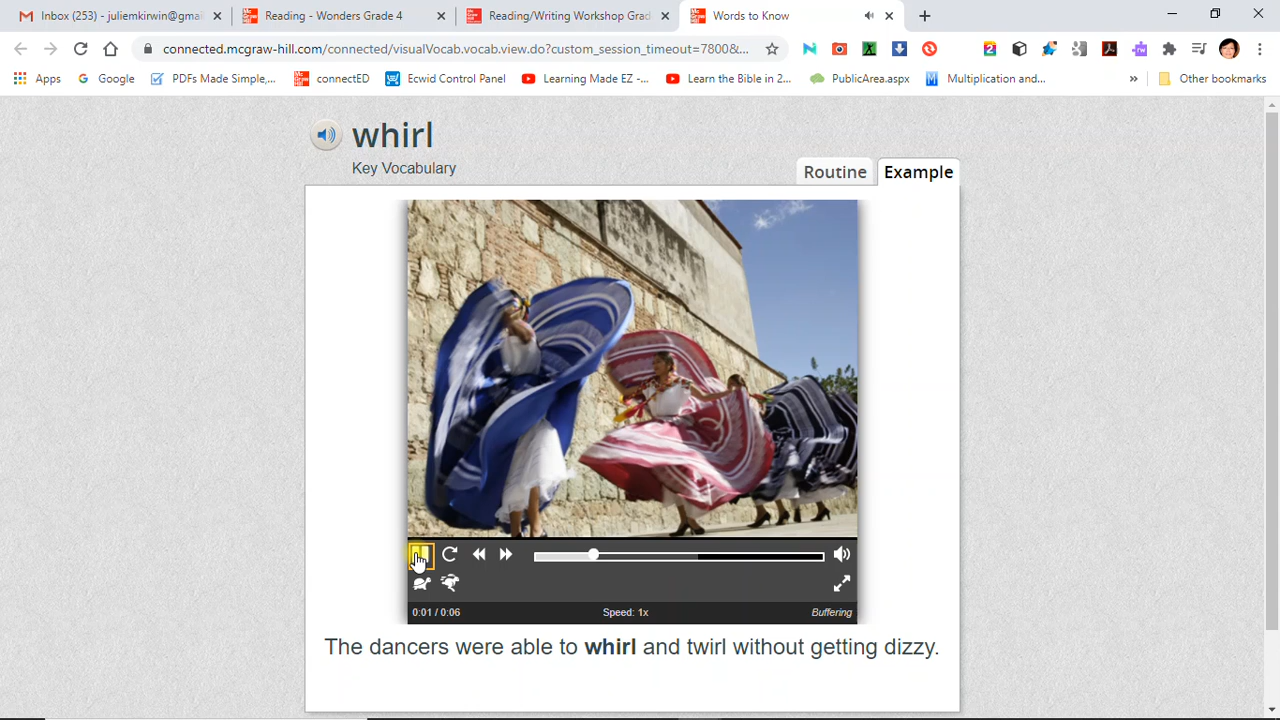 Inbox (253) - juliemkirwin@gma
Reading - Wonders Grade 4
Reading/Writing Workshop Grad
Words to Know
connected.mcgraw-hill.com/connected/visualVocab.vocab.view.do?custom_session_timeout=7800&...
Apps
Google
PDFs Made Simple,...
connectED
Ecwid Control Panel
Learning Made EZ -...
Learn the Bible in 2...
PublicArea.aspx
Multiplication and...
»
Other bookmarks
whirl
Key Vocabulary
Routine
Example
0:01 / 0:06
Speed: 1x
Buffering
The dancers were able to whirl and twirl without getting dizzy.